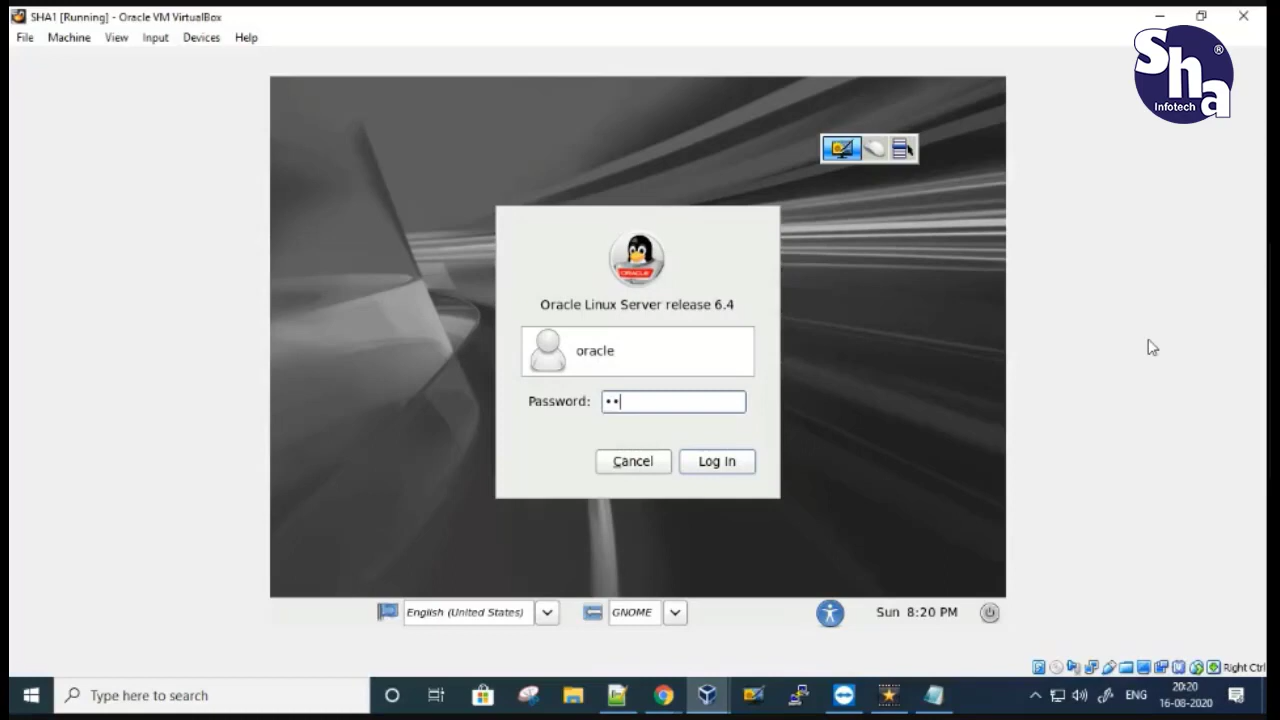 SHA1 [Running] - Oracle VM VirtualBox
File Machine View Input Devices Help
Sha ®
Infotech
ORACLE
Oracle Linux Server release 6.4
oracle
Password: ••
Cancel Log In
English (United States) GNOME Sun 8:20 PM
Right Ctrl
Type here to search
ENG
20:20
16-08-2020